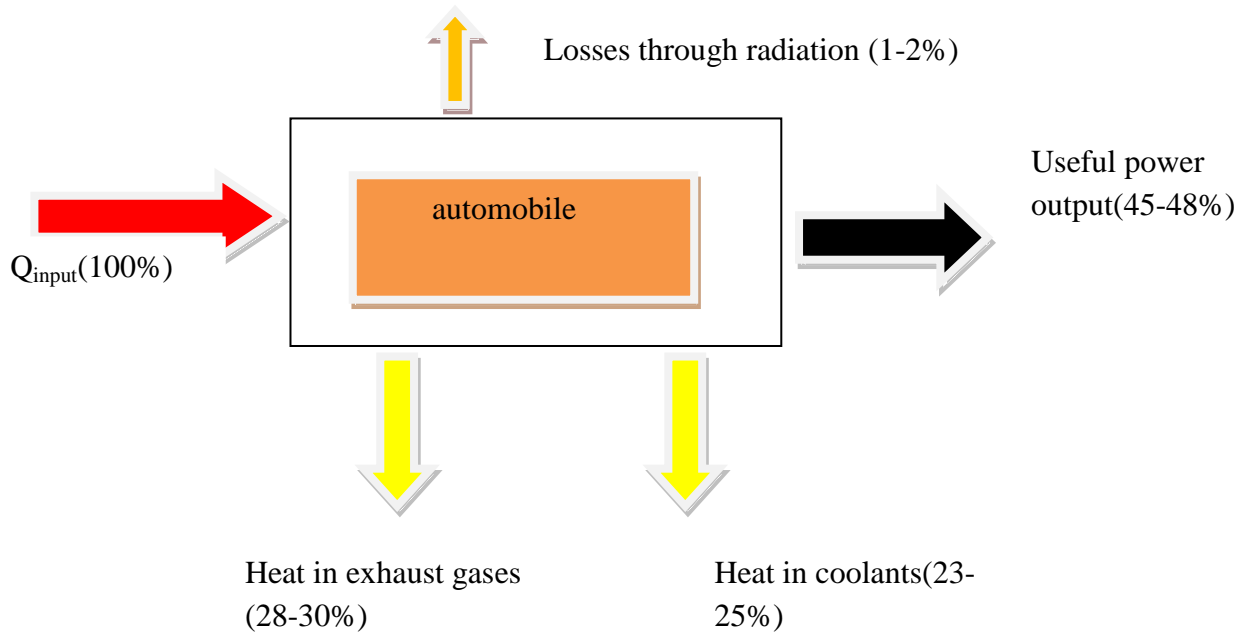 Losses through radiation (1-2%)
Useful power
output(45-48%)
automobile
Qinput(100%)
Heat in exhaust gases
(28-30%)
Heat in coolants(23-
25%)